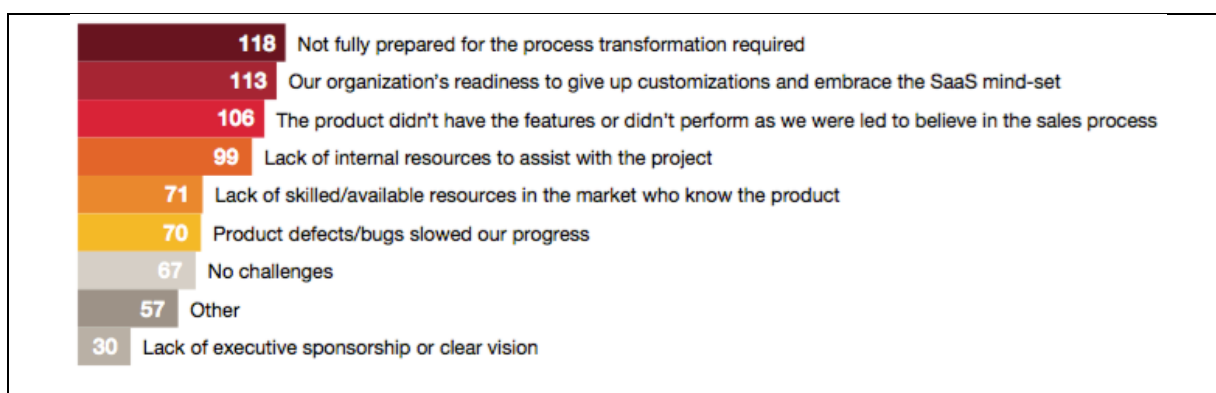 118 Not fully prepared for the process transformation required
113 Our organization's readiness to give up customizations and embrace the SaaS mind-set
106 The product didn't have the features or didn't perform as we were led to believe in the sales process
99 Lack of internal resources to assist with the project
71 Lack of skilled/available resources in the market who know the product
70 Product defects/bugs slowed our progress
67 No challenges
57 Other
30 Lack of executive sponsorship or clear vision